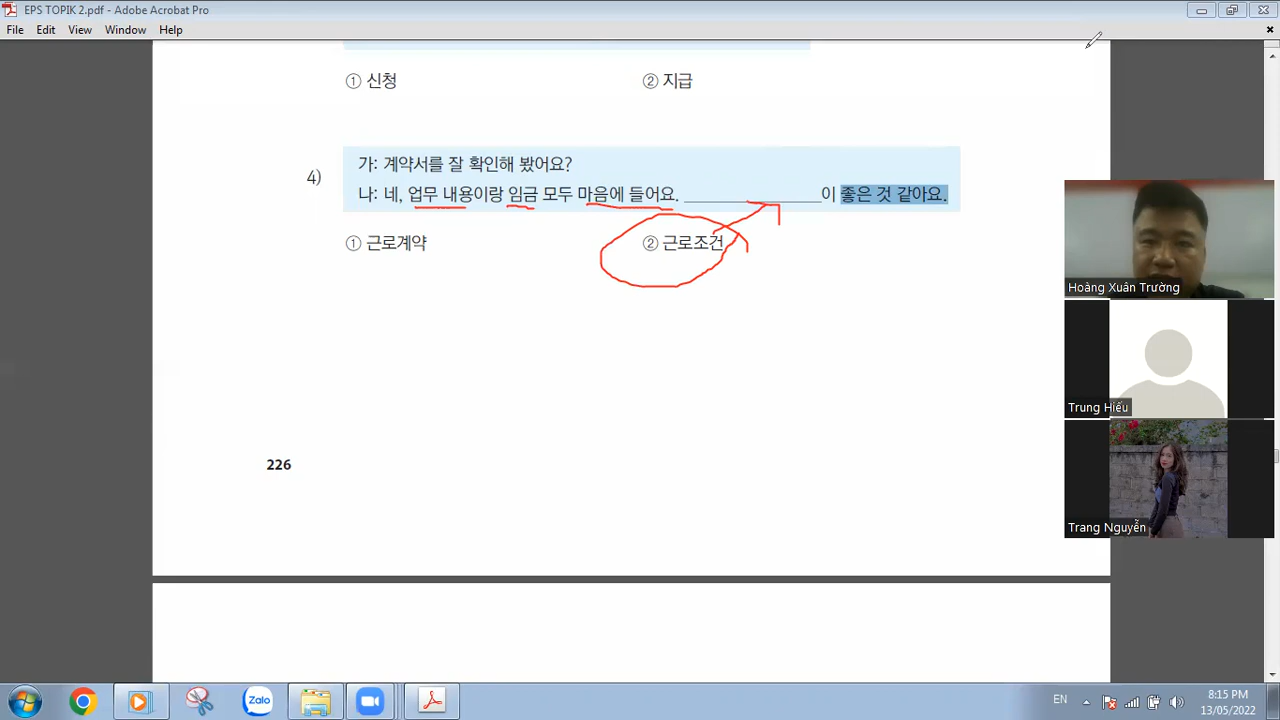 EPS TOPIK 2.pdf - Adobe Acrobat Pro
File Edit View Window Help
① 신청 ② 지급
4)
가: 계약서를 잘 확인해 봤어요?
나: 네, 업무 내용이랑 임금 모두 마음에 들어요. ______________이 좋은 것 같아요.
① 근로계약 ② 근로조건
226
Hoàng Xuân Trường
Trung Hiếu
Trang Nguyễn
Zalo
EN
8:15 PM
13/05/2022